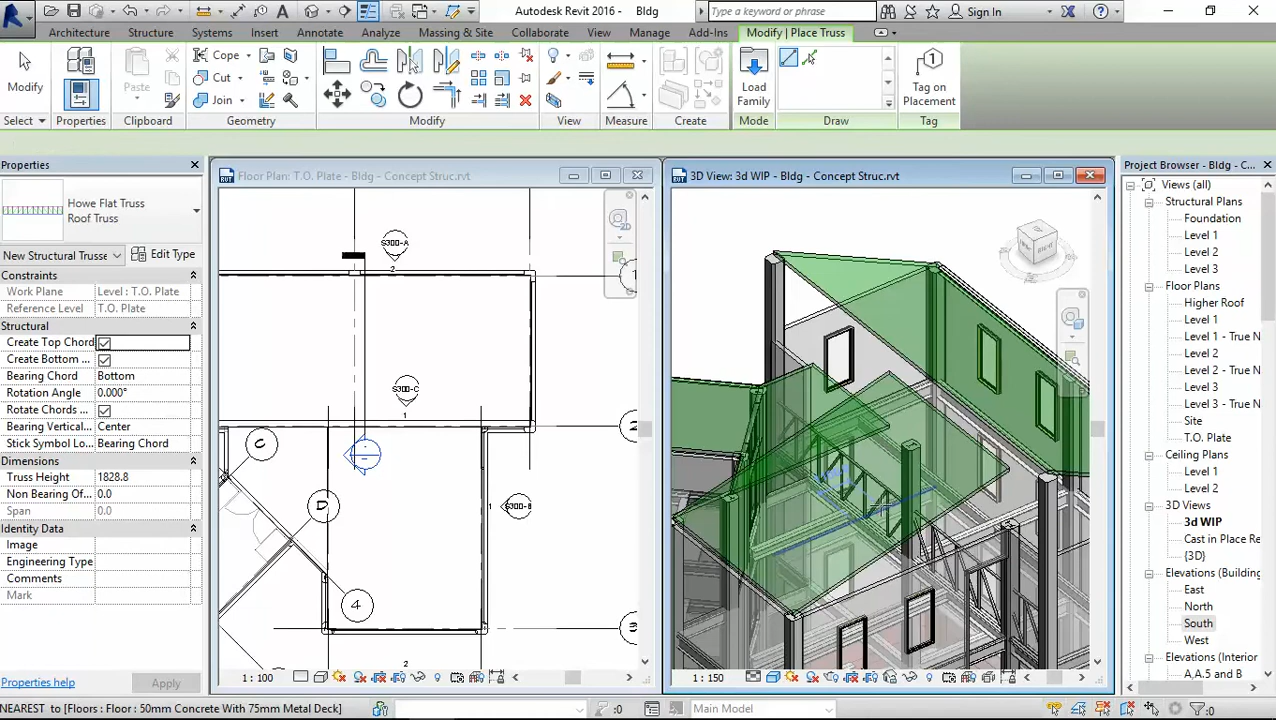 Autodesk Revit 2016 - Bldg
Type a keyword or phrase
Sign In
Architecture Structure Systems Insert Annotate Analyze Massing & Site Collaborate View Manage Add-Ins Modify | Place Truss
Modify Paste Cope Cut Join Load Family Tag on Placement
Select Properties Clipboard Geometry Modify View Measure Create Mode Draw Tag
Properties
Howe Flat Truss
Roof Truss
New Structural Trusse Edit Type
Constraints
Work Plane Level : T.O. Plate
Reference Level T.O. Plate
Structural
Create Top Chord
Create Bottom ...
Bearing Chord Bottom
Rotation Angle 0.000°
Rotate Chords ...
Bearing Vertical... Center
Stick Symbol Lo... Bearing Chord
Dimensions
Truss Height 1828.8
Non Bearing Of... 0.0
Span 0.0
Identity Data
Image
Engineering Type
Comments
Mark
Properties help Apply
Floor Plan: T.O. Plate - Bldg - Concept Struc.rvt
S300-A
2
1
S300-C
1
2
C
D
1 S300-B
4
3
2
1 : 100
3D View: 3d WIP - Bldg - Concept Struc.rvt
1 : 150
Project Browser - Bldg - C...
Views (all)
Structural Plans
Foundation
Level 1
Level 2
Level 3
Floor Plans
Higher Roof
Level 1
Level 1 - True N
Level 2
Level 2 - True N
Level 3
Level 3 - True N
Site
T.O. Plate
Ceiling Plans
Level 1
Level 2
3D Views
3d WIP
Cast in Place Re
{3D}
Elevations (Building
East
North
South
West
Elevations (Interior
A,A.5 and B
NEAREST to [Floors : Floor : 50mm Concrete With 75mm Metal Deck]
:0
Main Model
:0